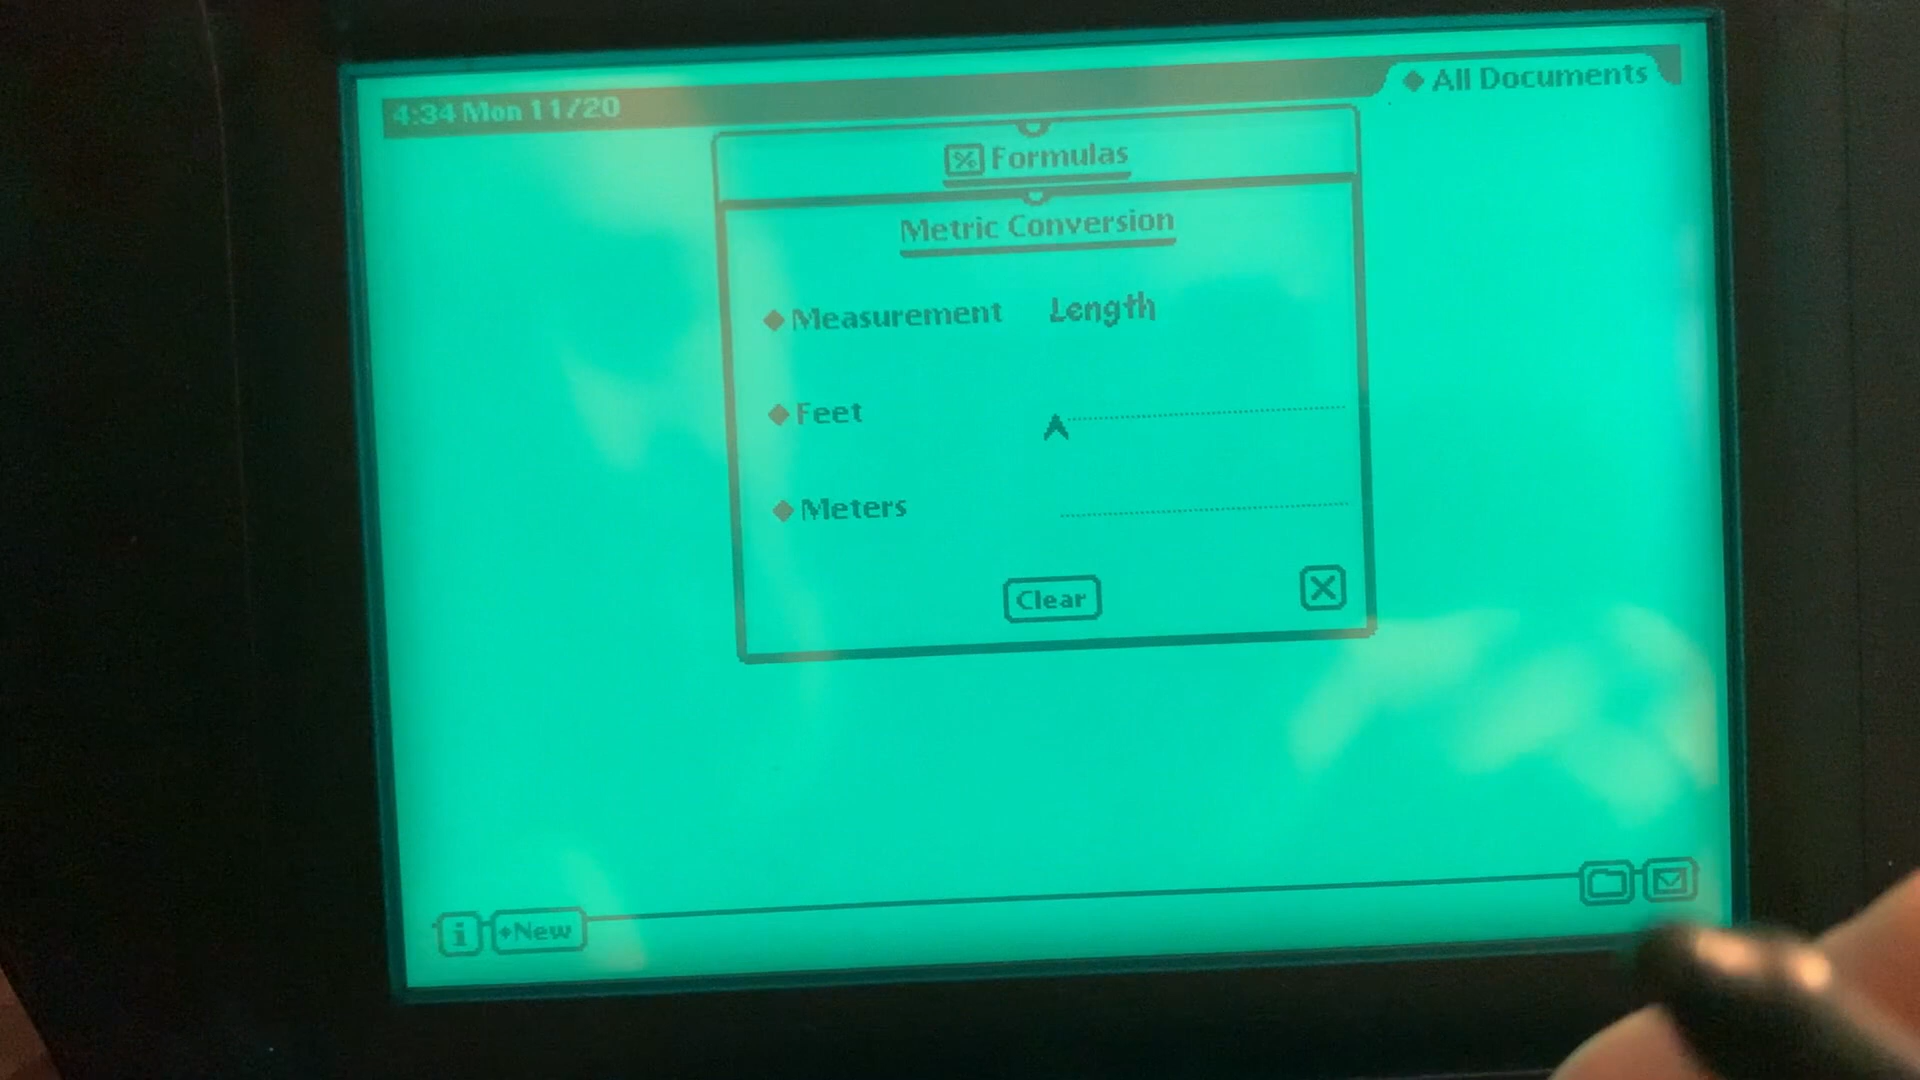 4:34 Mon 11/20
◆ All Documents
Formulas
Metric Conversion
◆ Measurement Length
◆ Feet
◆ Meters
Clear
i
◆New